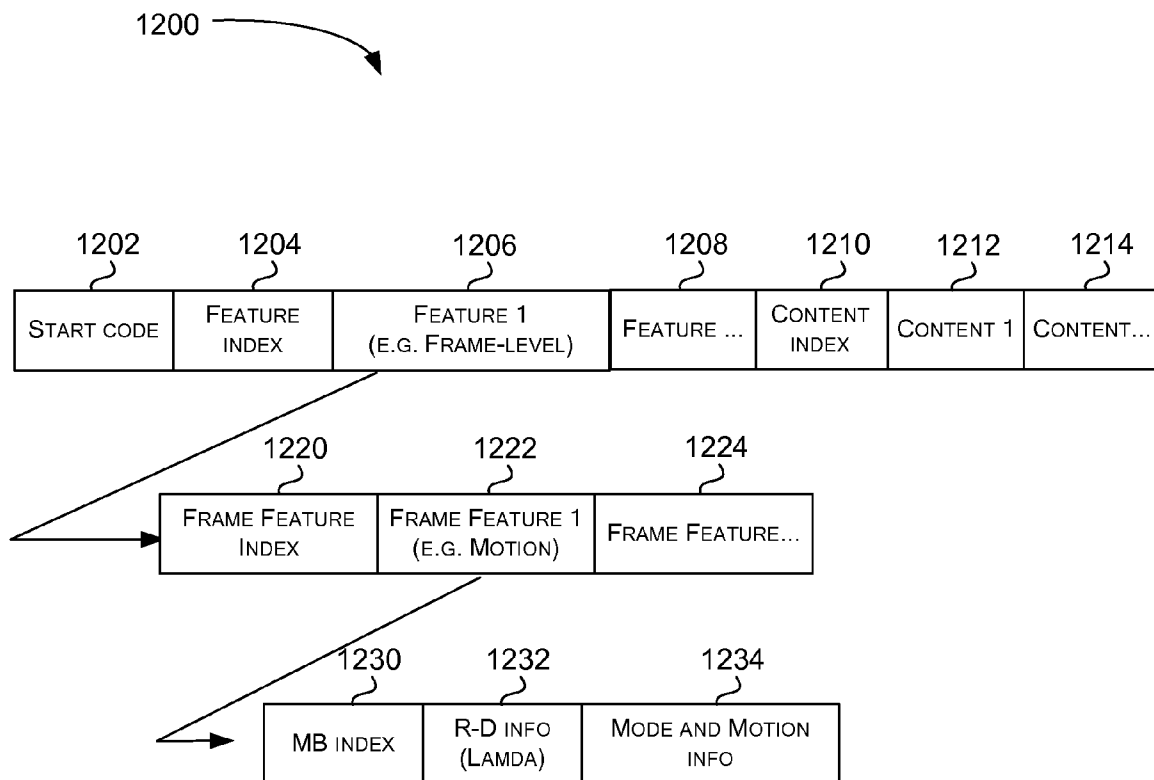 1200
1202 1204 1206 1208 1210 1212 1214
START CODE
FEATURE
INDEX
FEATURE 1
(E.G. FRAME-LEVEL)
FEATURE ...
CONTENT
INDEX
CONTENT 1
CONTENT...
1220 1222 1224
FRAME FEATURE
INDEX
FRAME FEATURE 1
(E.G. MOTION)
FRAME FEATURE...
1230 1232 1234
MB INDEX
R-D INFO
(LAMDA)
MODE AND MOTION
INFO